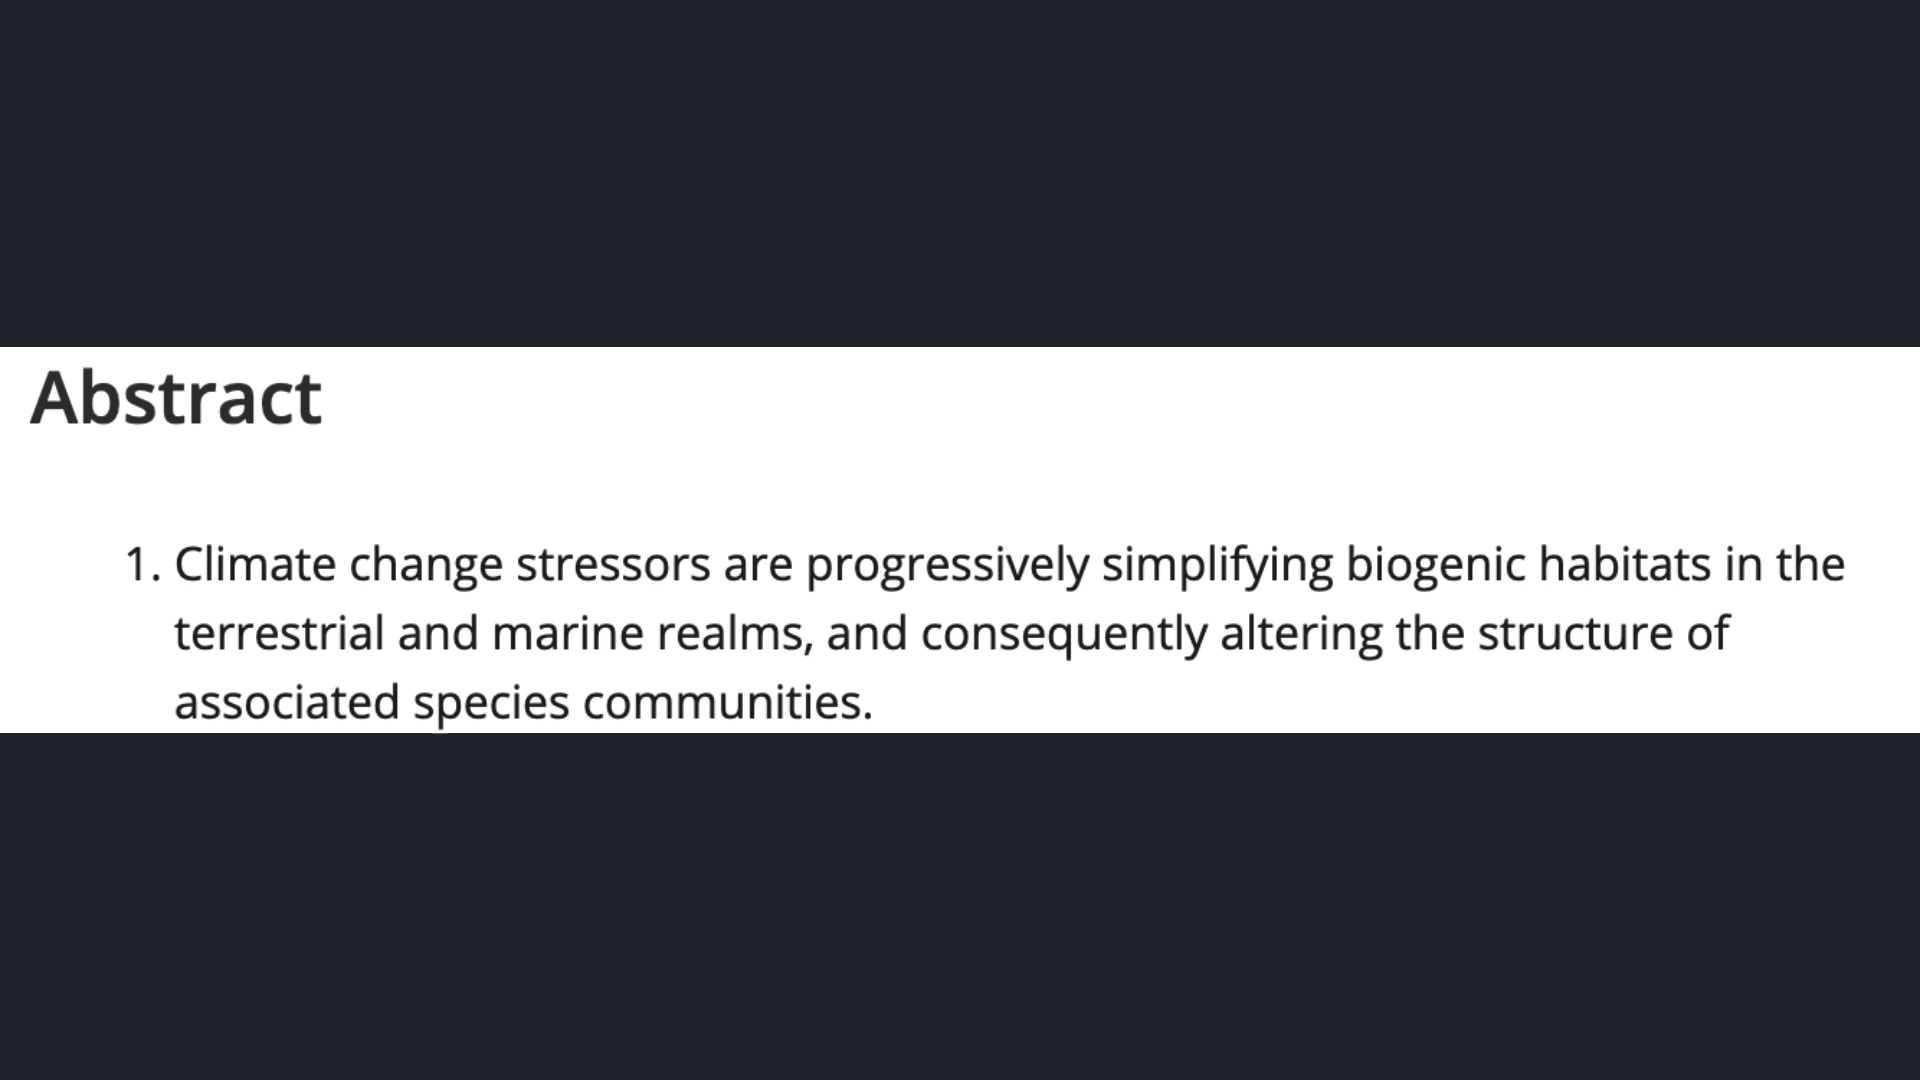 Abstract
1. Climate change stressors are progressively simplifying biogenic habitats in the
terrestrial and marine realms, and consequently altering the structure of
associated species communities.